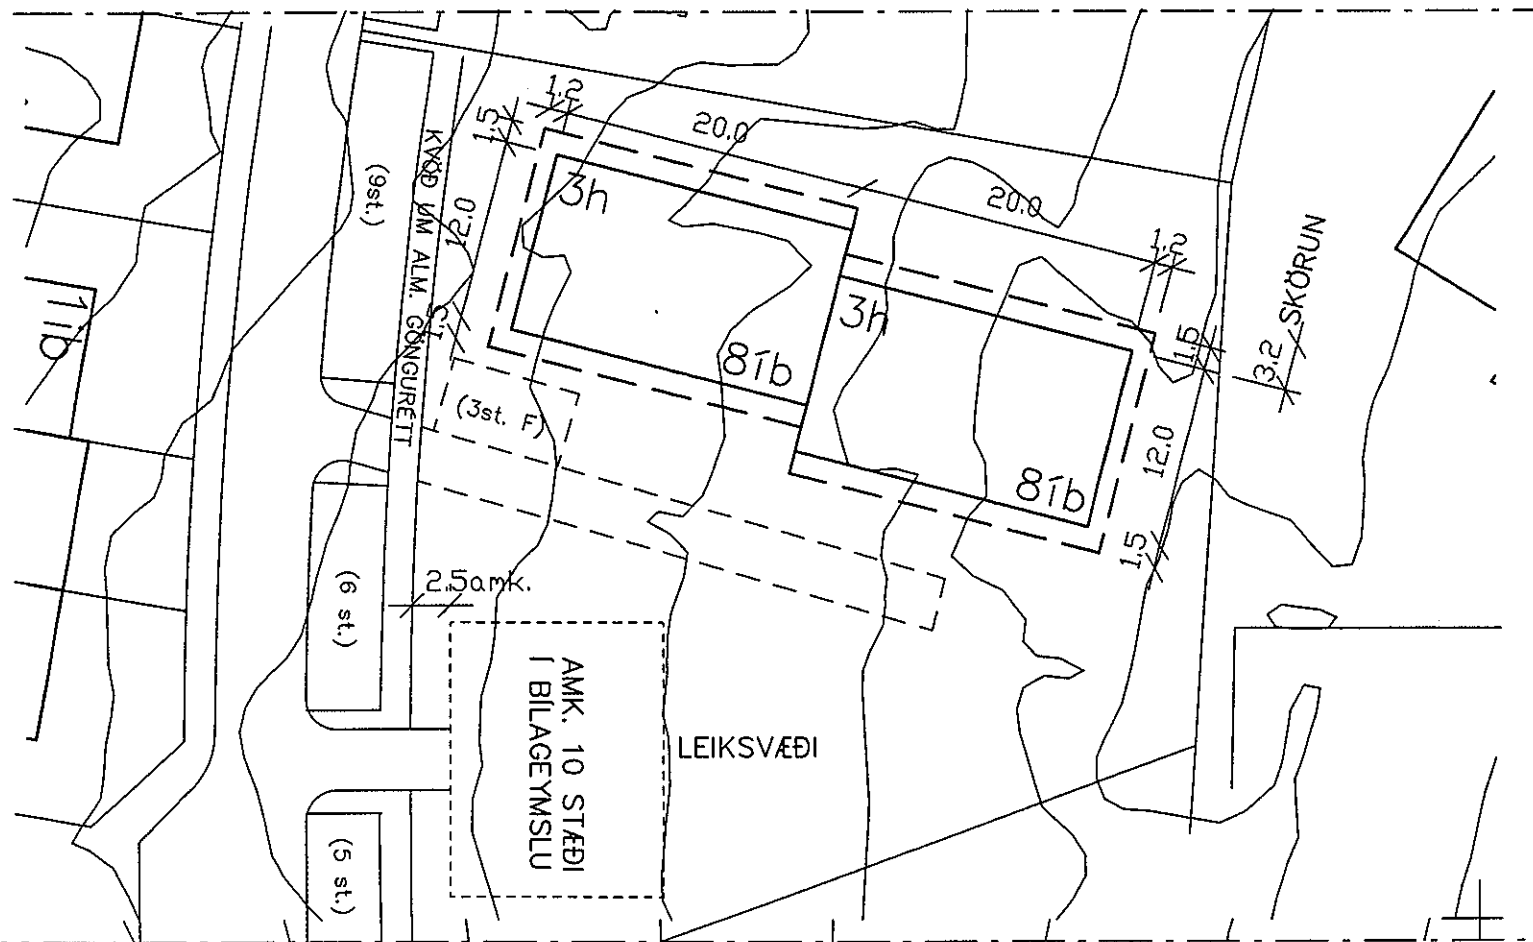 1.2
1.5
20.0
(9st.)
KVÖÐ UM ALM. GÖNGURÉTT
12.0
3h
20.0
1.2
SKÖRUN
3.2
1.5
1.5
3h
8íb
(3st. F)
12.0
8íb
1.5
(6 st.)
2.5amk.
AMK. 10 STÆÐI
Í BÍLAGEYMSLU
LEIKSVÆÐI
(5 st.)